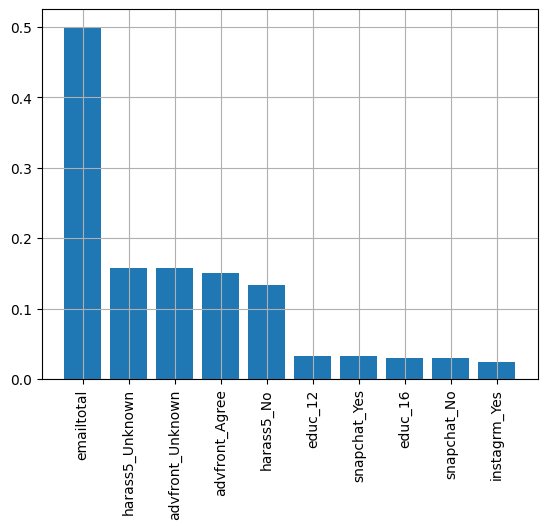 0.5
0.4
0.3
0.2
0.1
0.0
emailtotal
harass5_Unknown
advfront_Unknown
advfront_Agree
harass5_No
educ_12
snapchat_Yes
educ_16
snapchat_No
instagrm_Yes